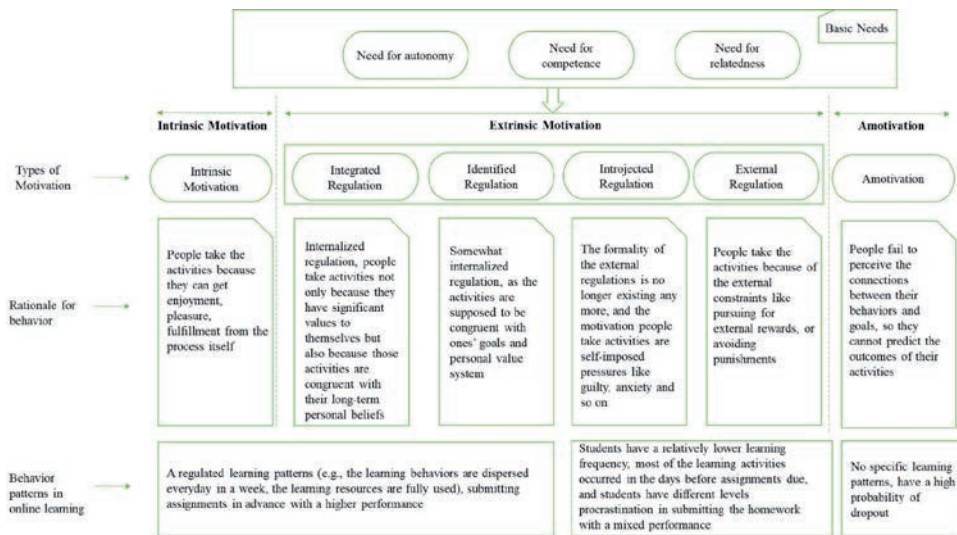 Basic Needs
Need for autonomy
Need for
competence
Need for
relatedness
Intrinsic Motivation
Extrinsic Motivation
Amotivation
Types of
Motivation
Intrinsic
Motivation
Integrated
Regulation
Identified
Regulation
Introjected
Regulation
External
Regulation
Amotivation
Rationale for
behavior
People take the
activities because
they can get
enjoyment,
pleasure,
fulfillment from the
process itself
Internalized
regulation, people
take activities not
only because they
have significant
values to
themselves but
also because those
activities are
congruent with
their long-term
personal beliefs
Somewhat
internalized
regulation, as the
activities are
supposed to be
congruent with
ones' goals and
personal value
system
The formality of
the external
regulations is no
longer existing any
more, and the
motivation people
take activities are
self-imposed
pressures like
guilty, anxiety and
so on
People take the
activities because of
the external
constraints like
pursuing for
external rewards, or
avoiding
punishments
People fail to
perceive the
connections
between their
behaviors and
goals, so they
cannot predict the
outcomes of their
activities
Behavior
patterns in
online learning
A regulated learning patterns (e.g., the learning behaviors are dispersed
everyday in a week, the learning resources are fully used), submitting
assignments in advance with a higher performance
Students have a relatively lower learning
frequency, most of the learning activities
occurred in the days before assignments due,
and students have different levels
procrastination in submitting the homework
with a mixed performance
No specific learning
patterns, have a high
probability of
dropout